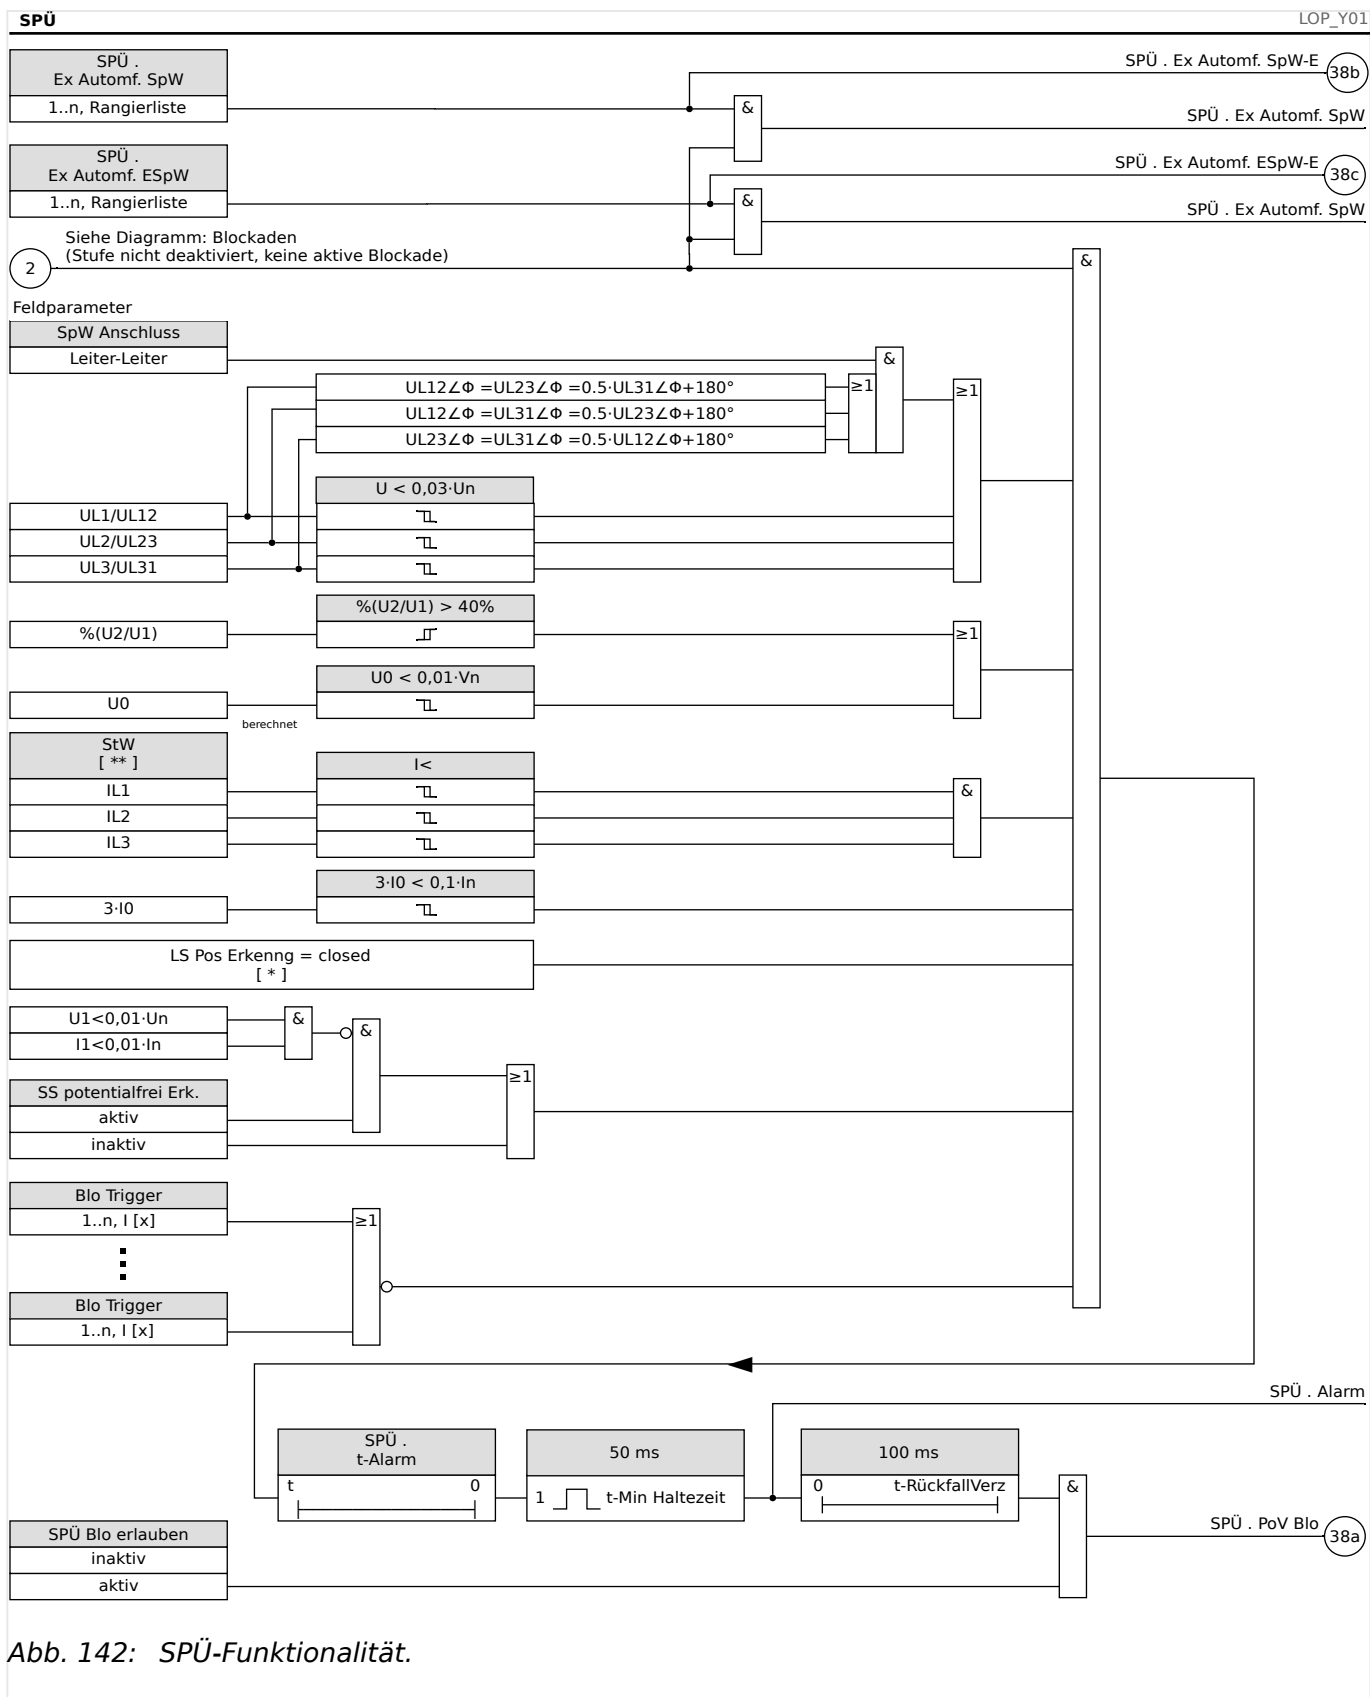 SPÜ
LOP_Y01
SPÜ .
Ex Automf. SpW
1..n, Rangierliste
SPÜ . Ex Automf. SpW-E
38b
&
SPÜ . Ex Automf. SpW
SPÜ .
Ex Automf. ESpW
1..n, Rangierliste
SPÜ . Ex Automf. ESpW-E
38c
&
SPÜ . Ex Automf. SpW
Siehe Diagramm: Blockaden
(Stufe nicht deaktiviert, keine aktive Blockade)
2
&
Feldparameter
SpW Anschluss
Leiter-Leiter
&
UL12∠Φ =UL23∠Φ =0.5·UL31∠Φ+180°
≥1
≥1
UL12∠Φ =UL31∠Φ =0.5·UL23∠Φ+180°
UL23∠Φ =UL31∠Φ =0.5·UL12∠Φ+180°
U < 0,03·Un
UL1/UL12
UL2/UL23
UL3/UL31
%(U2/U1) > 40%
%(U2/U1)
≥1
U0 < 0,01·Vn
U0
berechnet
StW
[ ** ]
I<
IL1
&
IL2
IL3
3·I0 < 0,1·In
3·I0
LS Pos Erkenng = closed
[ * ]
U1<0,01·Un
&
&
I1<0,01·In
≥1
SS potentialfrei Erk.
aktiv
inaktiv
Blo Trigger
1..n, I [x]
≥1
Blo Trigger
1..n, I [x]
SPÜ . Alarm
SPÜ .
t-Alarm
t 0
50 ms
1 t-Min Haltezeit
100 ms
0 t-RückfallVerz
&
SPÜ . PoV Blo
38a
SPÜ Blo erlauben
inaktiv
aktiv
Abb. 142: SPÜ-Funktionalität.